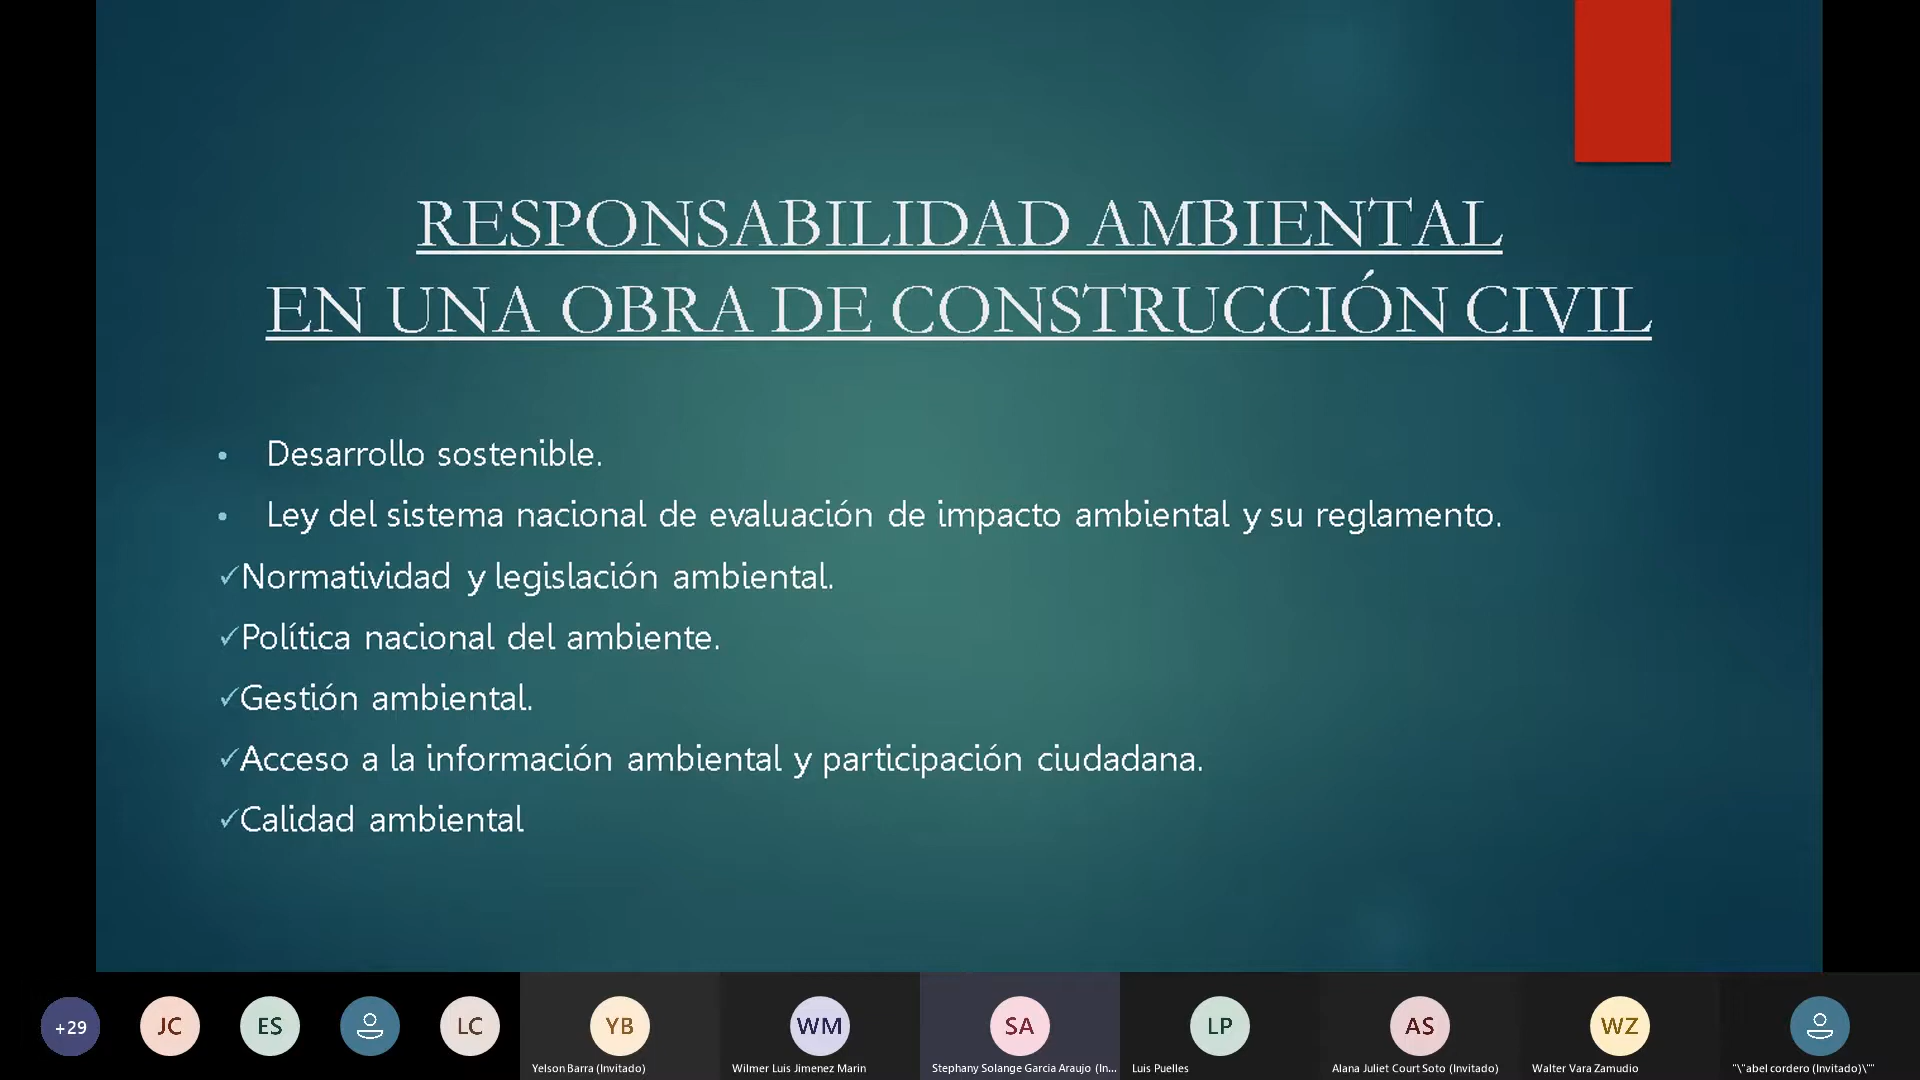 RESPONSABILIDAD AMBIENTAL
EN UNA OBRA DE CONSTRUCCIÓN CIVIL
• Desarrollo sostenible.
• Ley del sistema nacional de evaluación de impacto ambiental y su reglamento.
✓Normatividad y legislación ambiental.
✓Política nacional del ambiente.
✓Gestión ambiental.
✓Acceso a la información ambiental y participación ciudadana.
✓Calidad ambiental
+29 JC ES LC YB WM SA LP AS WZ
Yelson Barra (Invitado) Wilmer Luis Jimenez Marin Stephany Solange Garcia Araujo (In... Luis Puelles Alana Juliet Court Soto (Invitado) Walter Vara Zamudio "\"abel cordero (Invitado)\""